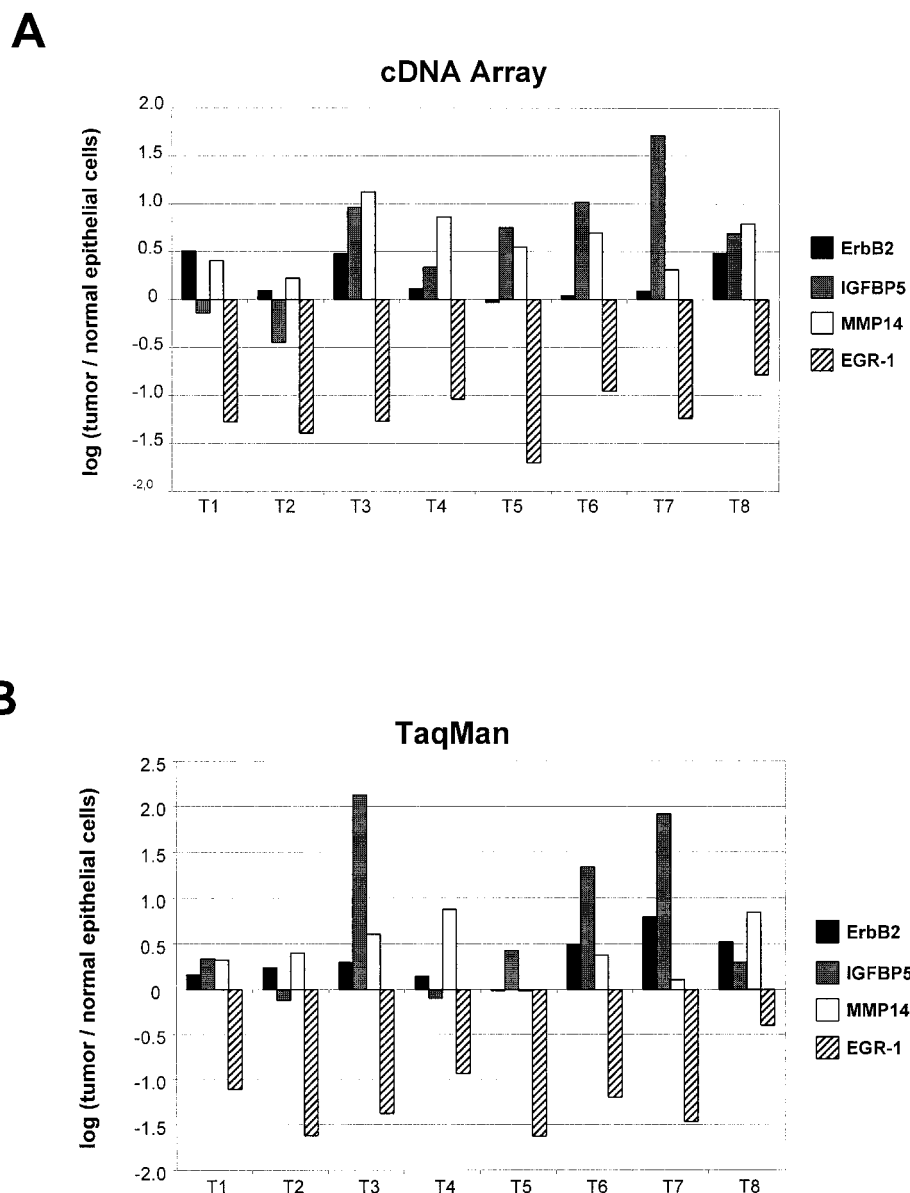 A
cDNA Array
log (tumor / normal epithelial cells)
2.0
1.5
1.0
0.5
0
-0.5
-1.0
-1.5
-2,0
T1 T2 T3 T4 T5 T6 T7 T8
ErbB2
IGFBP5
MMP14
EGR-1
B
TaqMan
log (tumor / normal epithelial cells)
2.5
2.0
1.5
1.0
0.5
0
-0.5
-1.0
-1.5
-2.0
T1 T2 T3 T4 T5 T6 T7 T8
ErbB2
IGFBP5
MMP14
EGR-1